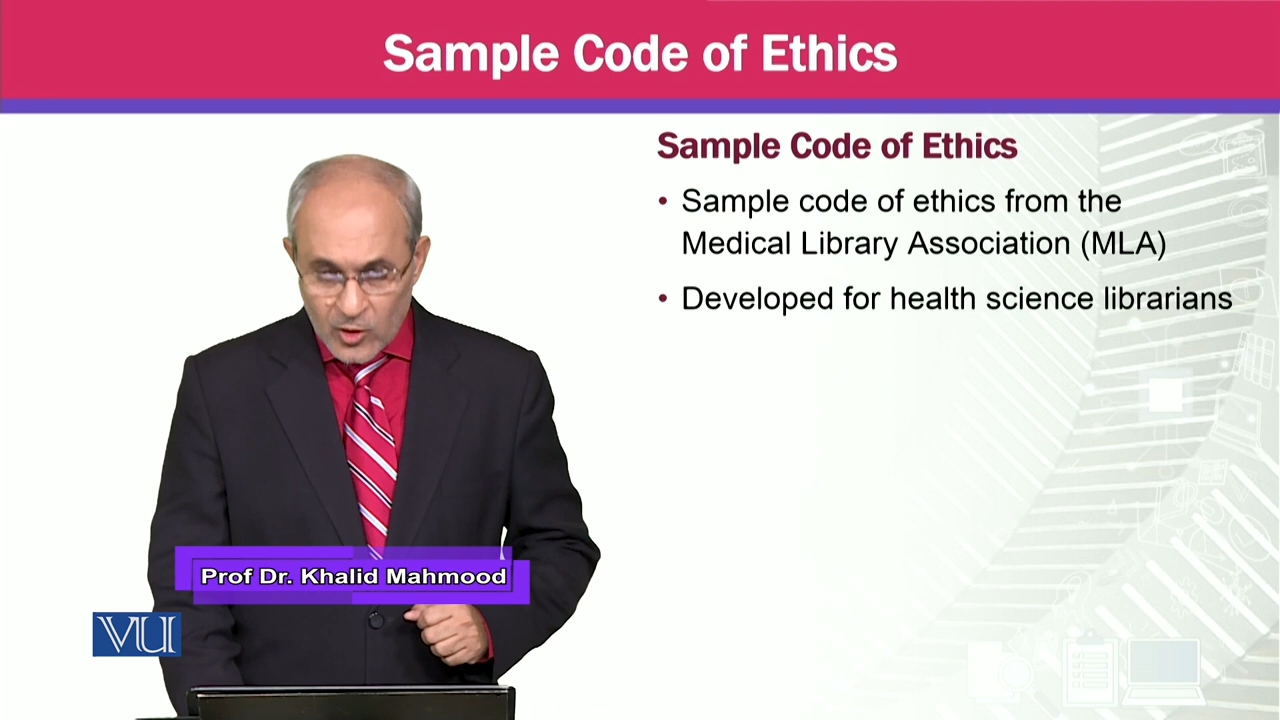 Sample Code of Ethics
Sample Code of Ethics
• Sample code of ethics from the
Medical Library Association (MLA)
• Developed for health science librarians
Prof Dr. Khalid Mahmood
VU